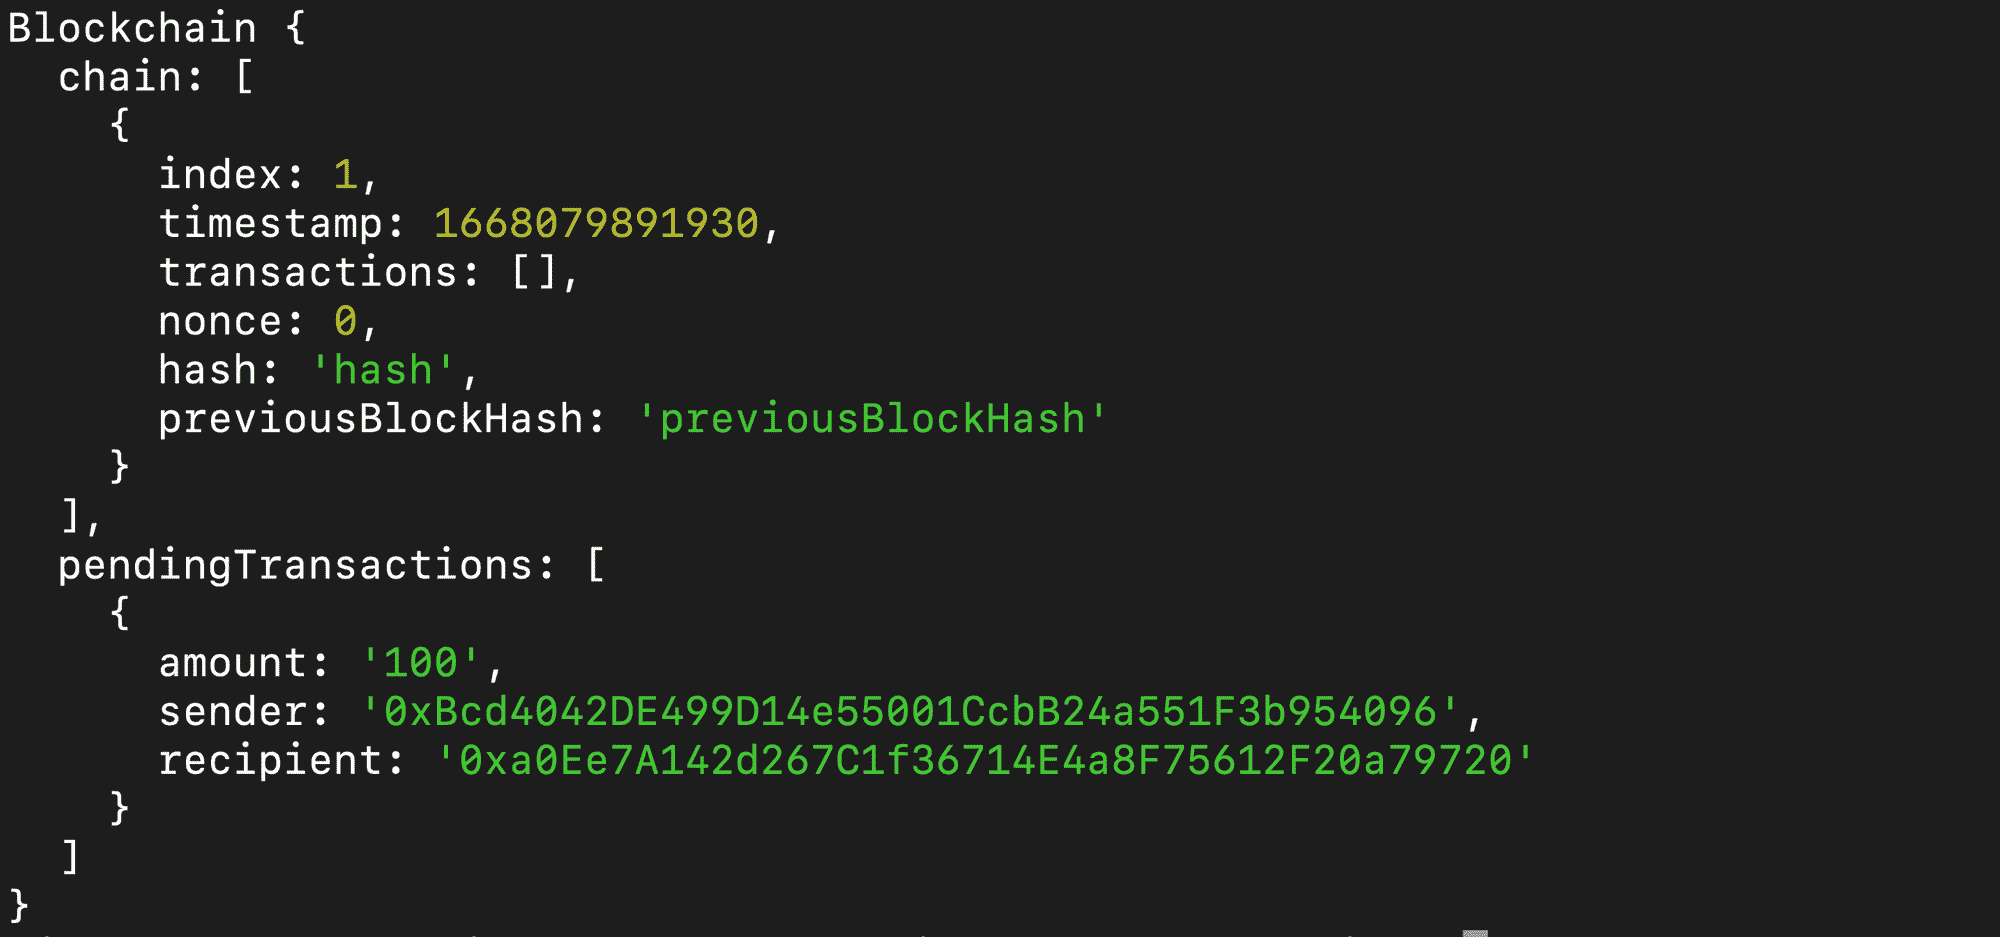 Blockchain {
  chain: [
    {
      index: 1,
      timestamp: 1668079891930,
      transactions: [],
      nonce: 0,
      hash: 'hash',
      previousBlockHash: 'previousBlockHash'
    }
  ],
  pendingTransactions: [
    {
      amount: '100',
      sender: '0xBcd4042DE499D14e55001CcbB24a551F3b954096',
      recipient: '0xa0Ee7A142d267C1f36714E4a8F75612F20a79720'
    }
  ]
}